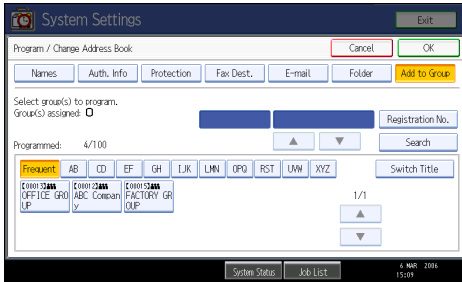 System Settings
Exit
Program / Change Address Book
Cancel
OK
Names
Auth. Info
Protection
Fax Dest.
E-mail
Folder
Add to Group
Select group(s) to program.
Group(s) assigned: 0
Registration No.
Programmed: 4/100
Search
Frequent
AB
CD
EF
GH
IJK
LMN
OPQ
RST
UVW
XYZ
Switch Title
[00013]
OFFICE GRO
UP
[00012]
ABC Compan
y
[00015]
FACTORY GR
OUP
1/1
System Status
Job List
6 MAR 2006
15:09